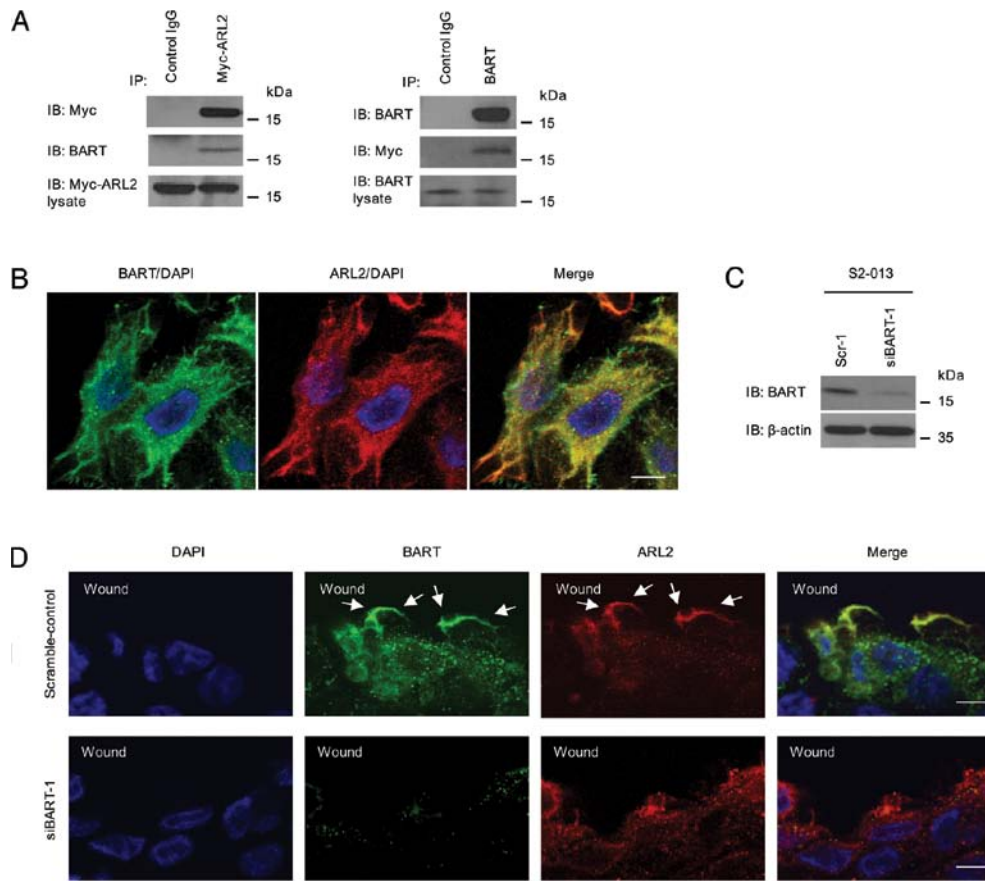 A
IP:
Control IgG
Myc-ARL2
kDa
IB: Myc
15
IB: BART
15
IB: Myc-ARL2
lysate
15
IP:
Control IgG
BART
kDa
IB: BART
15
IB: Myc
15
IB: BART
lysate
15
B
BART/DAPI
ARL2/DAPI
Merge
C
S2-013
Scr-1
siBART-1
kDa
IB: BART
15
IB: β-actin
35
D
DAPI
BART
ARL2
Merge
Scramble-control
Wound
Wound
Wound
siBART-1
Wound
Wound
Wound